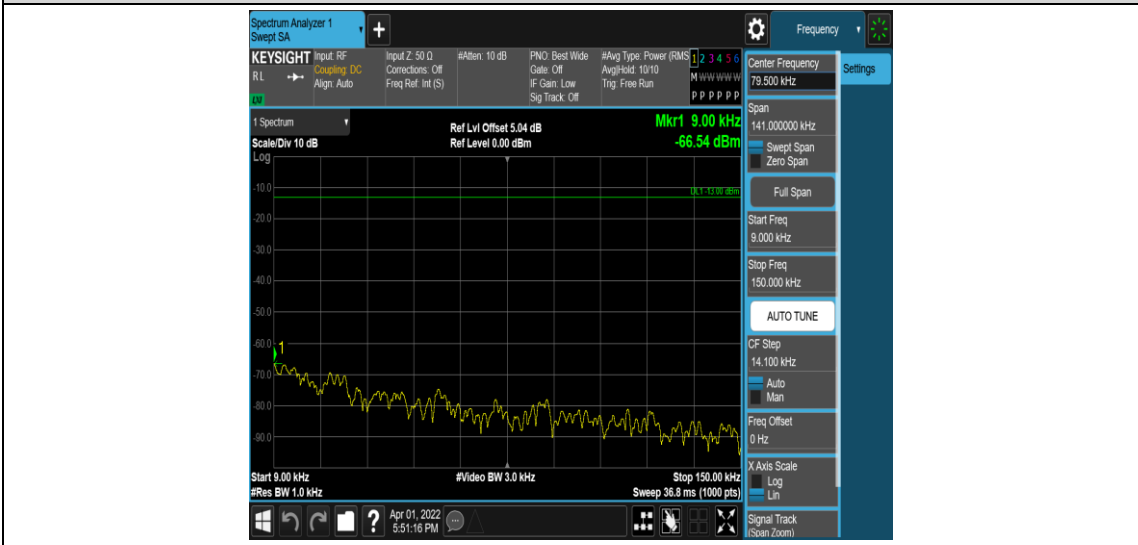 Spectrum Analyzer 1
Swept SA
+
Frequency
KEYSIGHT
RL
LXI
Input: RF
Coupling: DC
Align: Auto
Input Z: 50 Ω
Corrections: Off
Freq Ref: Int (S)
#Atten: 10 dB
PNO: Best Wide
Gate: Off
IF Gain: Low
Sig Track: Off
#Avg Type: Power (RMS
Avg|Hold: 10/10
Trig: Free Run
1 2 3 4 5 6
M W W W W W
P P P P P P
Center Frequency
79.500 kHz
Settings
Span
141.000000 kHz
Swept Span
Zero Span
Full Span
Start Freq
9.000 kHz
Stop Freq
150.000 kHz
AUTO TUNE
CF Step
14.100 kHz
Auto
Man
Freq Offset
0 Hz
X Axis Scale
Log
Lin
Signal Track
(Span Zoom)
1 Spectrum
Scale/Div 10 dB
Log
Ref Lvl Offset 5.04 dB
Ref Level 0.00 dBm
Mkr1 9.00 kHz
-66.54 dBm
DL1 -13.00 dBm
-10.0
-20.0
-30.0
-40.0
-50.0
-60.0
1
-70.0
-80.0
-90.0
Start 9.00 kHz
#Res BW 1.0 kHz
#Video BW 3.0 kHz
Stop 150.00 kHz
Sweep 36.8 ms (1000 pts)
?
Apr 01, 2022
5:51:16 PM